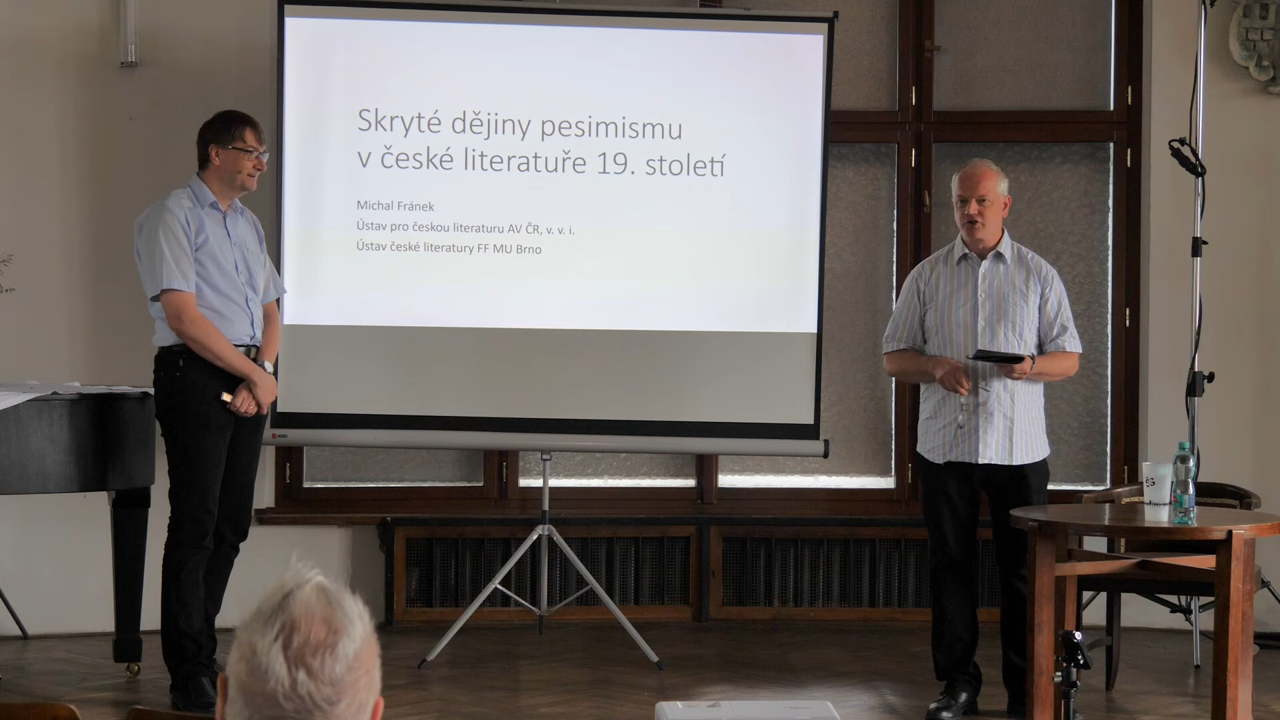 Skryté dějiny pesimismu
v české literatuře 19. století
Michal Fránek
Ústav pro českou literaturu AV ČR, v. v. i.
Ústav české literatury FF MU Brno